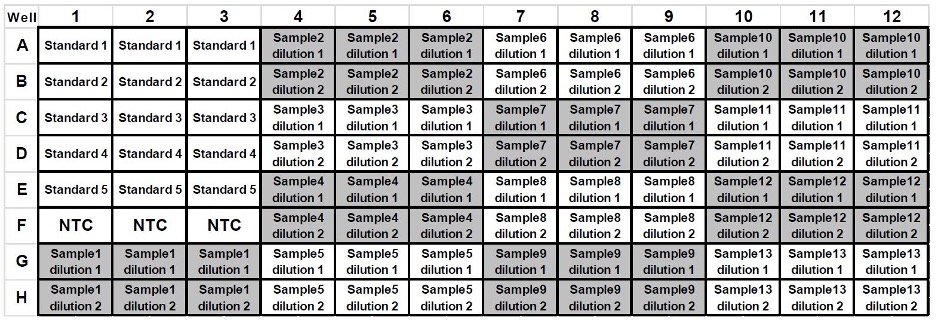 Well 1 2 3 4 5 6 7 8 9 10 11 12
A Standard 1 Standard 1 Standard 1 Sample2 dilution 1 Sample2 dilution 1 Sample2 dilution 1 Sample6 dilution 1 Sample6 dilution 1 Sample6 dilution 1 Sample10 dilution 1 Sample10 dilution 1 Sample10 dilution 1
B Standard 2 Standard 2 Standard 2 Sample2 dilution 2 Sample2 dilution 2 Sample2 dilution 2 Sample6 dilution 2 Sample6 dilution 2 Sample6 dilution 2 Sample10 dilution 2 Sample10 dilution 2 Sample10 dilution 2
C Standard 3 Standard 3 Standard 3 Sample3 dilution 1 Sample3 dilution 1 Sample3 dilution 1 Sample7 dilution 1 Sample7 dilution 1 Sample7 dilution 1 Sample11 dilution 1 Sample11 dilution 1 Sample11 dilution 1
D Standard 4 Standard 4 Standard 4 Sample3 dilution 2 Sample3 dilution 2 Sample3 dilution 2 Sample7 dilution 2 Sample7 dilution 2 Sample7 dilution 2 Sample11 dilution 2 Sample11 dilution 2 Sample11 dilution 2
E Standard 5 Standard 5 Standard 5 Sample4 dilution 1 Sample4 dilution 1 Sample4 dilution 1 Sample8 dilution 1 Sample8 dilution 1 Sample8 dilution 1 Sample12 dilution 1 Sample12 dilution 1 Sample12 dilution 1
F NTC NTC NTC Sample4 dilution 2 Sample4 dilution 2 Sample4 dilution 2 Sample8 dilution 2 Sample8 dilution 2 Sample8 dilution 2 Sample12 dilution 2 Sample12 dilution 2 Sample12 dilution 2
G Sample1 dilution 1 Sample1 dilution 1 Sample1 dilution 1 Sample5 dilution 1 Sample5 dilution 1 Sample5 dilution 1 Sample9 dilution 1 Sample9 dilution 1 Sample9 dilution 1 Sample13 dilution 1 Sample13 dilution 1 Sample13 dilution 1
H Sample1 dilution 2 Sample1 dilution 2 Sample1 dilution 2 Sample5 dilution 2 Sample5 dilution 2 Sample5 dilution 2 Sample9 dilution 2 Sample9 dilution 2 Sample9 dilution 2 Sample13 dilution 2 Sample13 dilution 2 Sample13 dilution 2